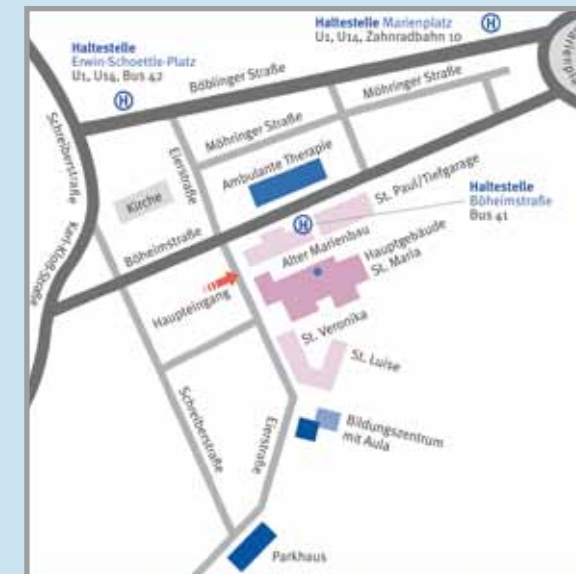 Haltestelle Marienplatz
U1, U14, Zahnradbahn 10
H
Haltestelle
Erwin-Schoettle-Platz
U1, U14, Bus 42
H
Marienplatz
Böblinger Straße
Möhringer Straße
Möhringer Straße
Schreiberstraße
Eierstraße
Ambulante Therapie
Kirche
St. Paul/Tiefgarage
Haltestelle
Böheimstraße
Bus 41
H
Karl-Kloß-Straße
Böheimstraße
Alter Marienbau
Hauptgebäude
St. Maria
Haupteingang
St. Veronika
St. Luise
Schreiberstraße
Eierstraße
Bildungszentrum
mit Aula
Parkhaus